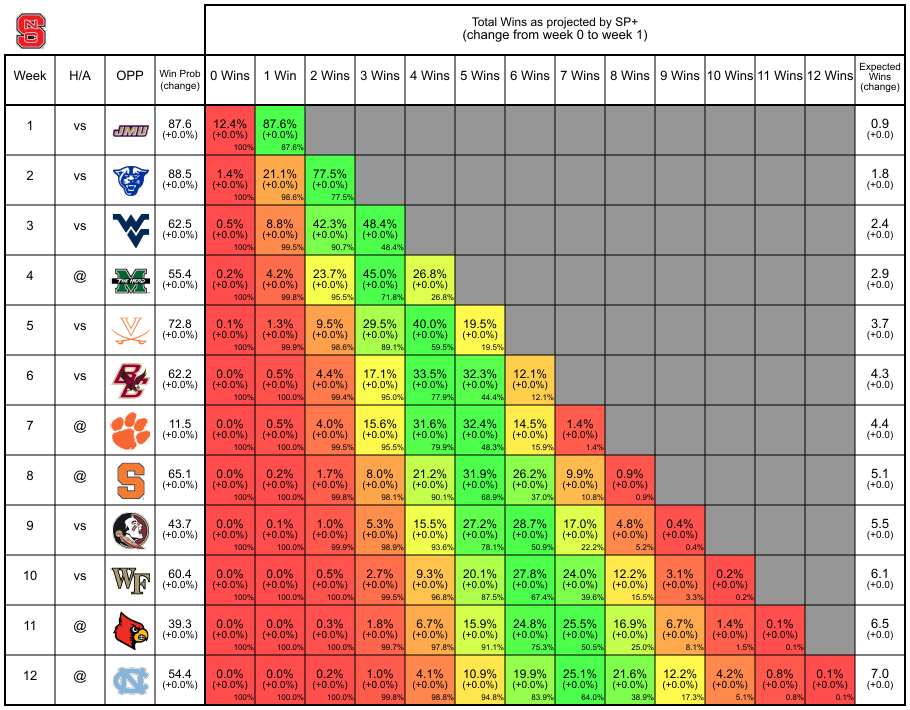 Total Wins as projected by SP+
(change from week 0 to week 1)
Week H/A OPP Win Prob (change) 0 Wins 1 Win 2 Wins 3 Wins 4 Wins 5 Wins 6 Wins 7 Wins 8 Wins 9 Wins 10 Wins 11 Wins 12 Wins Expected Wins (change)
1 vs JMU 87.6 12.4% 87.6% 0.9
(+0.0%) (+0.0%) (+0.0%) (+0.0)
100% 87.6%
2 vs 88.5 1.4% 21.1% 77.5% 1.8
(+0.0%) (+0.0%) (+0.0%) (+0.0%) (+0.0)
100% 98.6% 77.5%
3 vs WV 62.5 0.5% 8.8% 42.3% 48.4% 2.4
(+0.0%) (+0.0%) (+0.0%) (+0.0%) (+0.0%) (+0.0)
100% 99.5% 90.7% 48.4%
4 @ M THE HERD 55.4 0.2% 4.2% 23.7% 45.0% 26.8% 2.9
(+0.0%) (+0.0%) (+0.0%) (+0.0%) (+0.0%) (+0.0%) (+0.0)
100% 99.8% 95.5% 71.8% 26.8%
5 vs V 72.8 0.1% 1.3% 9.5% 29.5% 40.0% 19.5% 3.7
(+0.0%) (+0.0%) (+0.0%) (+0.0%) (+0.0%) (+0.0%) (+0.0%) (+0.0)
100% 99.9% 98.6% 89.1% 59.5% 19.5%
6 vs BC 62.2 0.0% 0.5% 4.4% 17.1% 33.5% 32.3% 12.1% 4.3
(+0.0%) (+0.0%) (+0.0%) (+0.0%) (+0.0%) (+0.0%) (+0.0%) (+0.0%) (+0.0)
100% 100.0% 99.4% 95.0% 77.9% 44.4% 12.1%
7 @ 11.5 0.0% 0.5% 4.0% 15.6% 31.6% 32.4% 14.5% 1.4% 4.4
(+0.0%) (+0.0%) (+0.0%) (+0.0%) (+0.0%) (+0.0%) (+0.0%) (+0.0%) (+0.0%) (+0.0)
100% 100.0% 99.5% 95.5% 79.9% 48.3% 15.9% 1.4%
8 @ S 65.1 0.0% 0.2% 1.7% 8.0% 21.2% 31.9% 26.2% 9.9% 0.9% 5.1
(+0.0%) (+0.0%) (+0.0%) (+0.0%) (+0.0%) (+0.0%) (+0.0%) (+0.0%) (+0.0%) (+0.0%) (+0.0)
100% 100.0% 99.8% 98.1% 90.1% 68.9% 37.0% 10.8% 0.9%
9 vs 43.7 0.0% 0.1% 1.0% 5.3% 15.5% 27.2% 28.7% 17.0% 4.8% 0.4% 5.5
(+0.0%) (+0.0%) (+0.0%) (+0.0%) (+0.0%) (+0.0%) (+0.0%) (+0.0%) (+0.0%) (+0.0%) (+0.0%) (+0.0)
100% 100.0% 99.9% 98.9% 93.6% 78.1% 50.9% 22.2% 5.2% 0.4%
10 vs WF 60.4 0.0% 0.0% 0.5% 2.7% 9.3% 20.1% 27.8% 24.0% 12.2% 3.1% 0.2% 6.1
(+0.0%) (+0.0%) (+0.0%) (+0.0%) (+0.0%) (+0.0%) (+0.0%) (+0.0%) (+0.0%) (+0.0%) (+0.0%) (+0.0%) (+0.0)
100% 100.0% 100.0% 99.5% 96.8% 87.5% 67.4% 39.6% 15.5% 3.3% 0.2%
11 @ 39.3 0.0% 0.0% 0.3% 1.8% 6.7% 15.9% 24.8% 25.5% 16.9% 6.7% 1.4% 0.1% 6.5
(+0.0%) (+0.0%) (+0.0%) (+0.0%) (+0.0%) (+0.0%) (+0.0%) (+0.0%) (+0.0%) (+0.0%) (+0.0%) (+0.0%) (+0.0%) (+0.0)
100% 100.0% 100.0% 99.7% 97.8% 91.1% 75.3% 50.5% 25.0% 8.1% 1.5% 0.1%
12 @ NC 54.4 0.0% 0.0% 0.2% 1.0% 4.1% 10.9% 19.9% 25.1% 21.6% 12.2% 4.2% 0.8% 0.1% 7.0
(+0.0%) (+0.0%) (+0.0%) (+0.0%) (+0.0%) (+0.0%) (+0.0%) (+0.0%) (+0.0%) (+0.0%) (+0.0%) (+0.0%) (+0.0%) (+0.0%) (+0.0)
100% 100.0% 100.0% 99.8% 98.8% 94.8% 83.9% 64.0% 38.9% 17.3% 5.1% 0.8% 0.1%